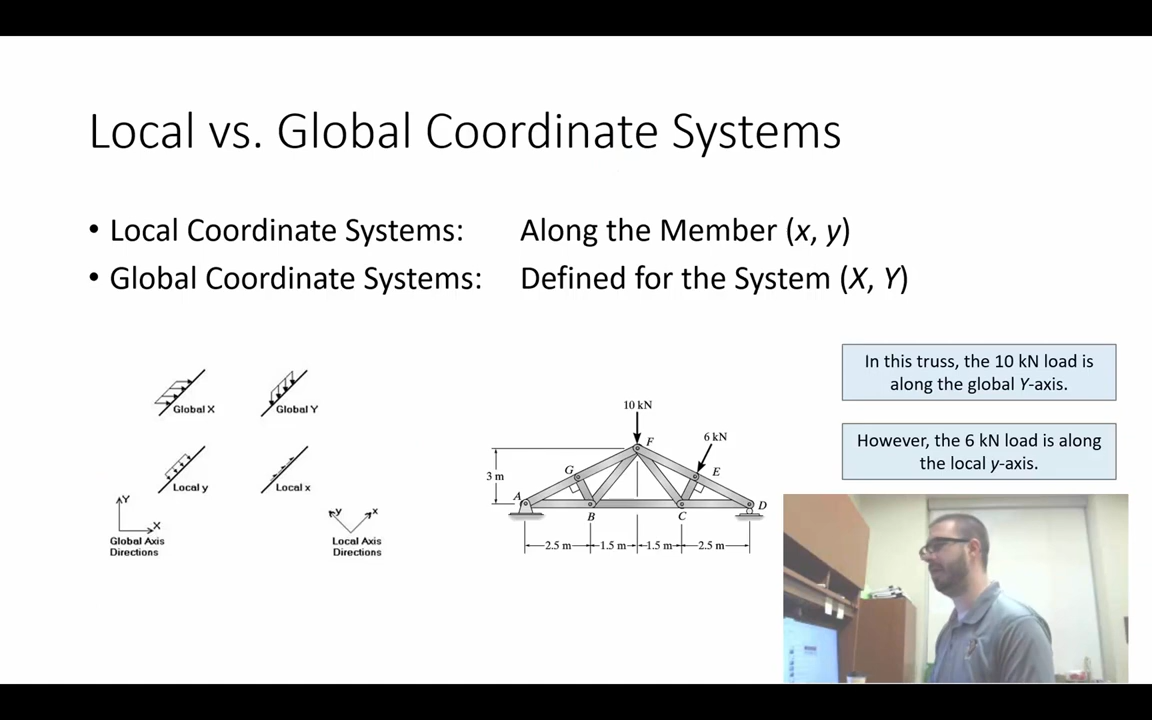 Local vs. Global Coordinate Systems
• Local Coordinate Systems: Along the Member (x, y)
• Global Coordinate Systems: Defined for the System (X, Y)
In this truss, the 10 kN load is
along the global Y-axis.
However, the 6 kN load is along
the local y-axis.
Global X
Global Y
Local y
Local x
Y
X
Global Axis
Directions
y
x
Local Axis
Directions
10 kN
F
6 kN
G
E
3 m
A
D
B
C
2.5 m
1.5 m
1.5 m
2.5 m